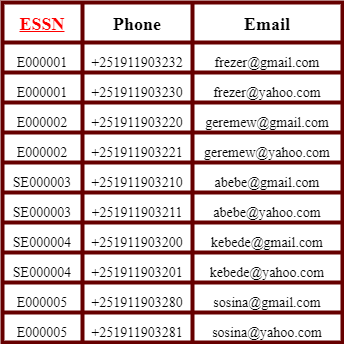 ESSN Phone Email
E000001 +251911903232 frezer@gmail.com
E000001 +251911903230 frezer@yahoo.com
E000002 +251911903220 geremew@gmail.com
E000002 +251911903221 geremew@yahoo.com
SE000003 +251911903210 abebe@gmail.com
SE000003 +251911903211 abebe@yahoo.com
SE000004 +251911903200 kebede@gmail.com
SE000004 +251911903201 kebede@yahoo.com
E000005 +251911903280 sosina@gmail.com
E000005 +251911903281 sosina@yahoo.com